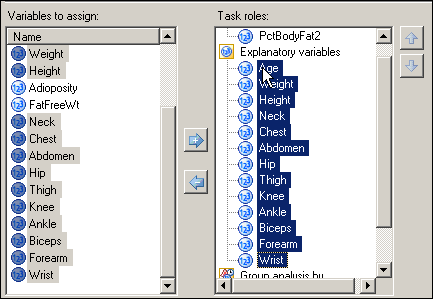 Variables to assign:
Name
Weight
Height
Adioposity
FatFreeWt
Neck
Chest
Abdomen
Hip
Thigh
Knee
Ankle
Biceps
Forearm
Wrist
Task roles:
PctBodyFat2
Explanatory variables
Age
Weight
Height
Neck
Chest
Abdomen
Hip
Thigh
Knee
Ankle
Biceps
Forearm
Wrist
Group analysis by